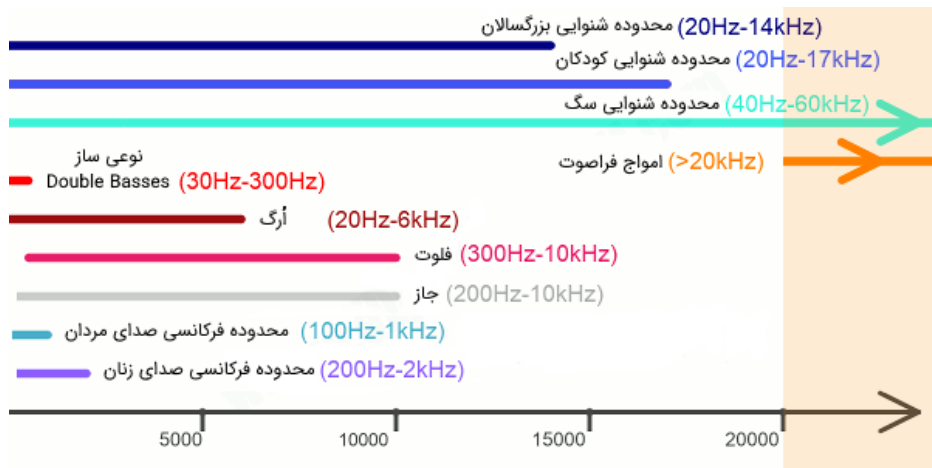 محدوده شنوایی بزرگسالان (20Hz-14kHz)
محدوده شنوایی کودکان (20Hz-17kHz)
محدوده شنوایی سگ (40Hz-60kHz)
امواج فراصوت (>20kHz)
نوعی ساز
Double Basses (30Hz-300Hz)
اُرگ (20Hz-6kHz)
فلوت (300Hz-10kHz)
جاز (200Hz-10kHz)
محدوده فرکانسی صدای مردان (100Hz-1kHz)
محدوده فرکانسی صدای زنان (200Hz-2kHz)
5000 10000 15000 20000